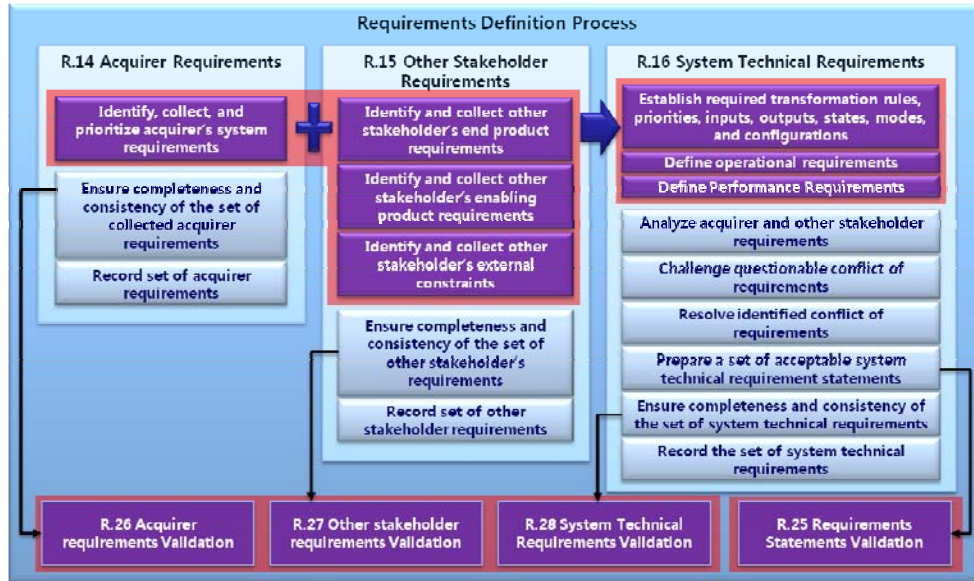 Requirements Definition Process
R.14 Acquirer Requirements
Identify, collect, and
prioritize acquirer's system
requirements
Ensure completeness and
consistency of the set of
collected acquirer
requirements
Record set of acquirer
requirements
R.15 Other Stakeholder
Requirements
Identify and collect other
stakeholder's end product
requirements
Identify and collect other
stakeholder's enabling
product requirements
Identify and collect other
stakeholder's external
constraints
Ensure completeness and
consistency of the set of
other stakeholder's
requirements
Record set of other
stakeholder requirements
R.16 System Technical Requirements
Establish required transformation rules,
priorities, inputs, outputs, states, modes,
and configurations
Define operational requirements
Define Performance Requirements
Analyze acquirer and other stakeholder
requirements
Challenge questionable conflict of
requirements
Resolve identified conflict of
requirements
Prepare a set of acceptable system
technical requirement statements
Ensure completeness and consistency of
the set of system technical requirements
Record the set of system technical
requirements
R.26 Acquirer
requirements Validation
R.27 Other stakeholder
requirements Validation
R.28 System Technical
Requirements Validation
R.25 Requirements
Statements Validation